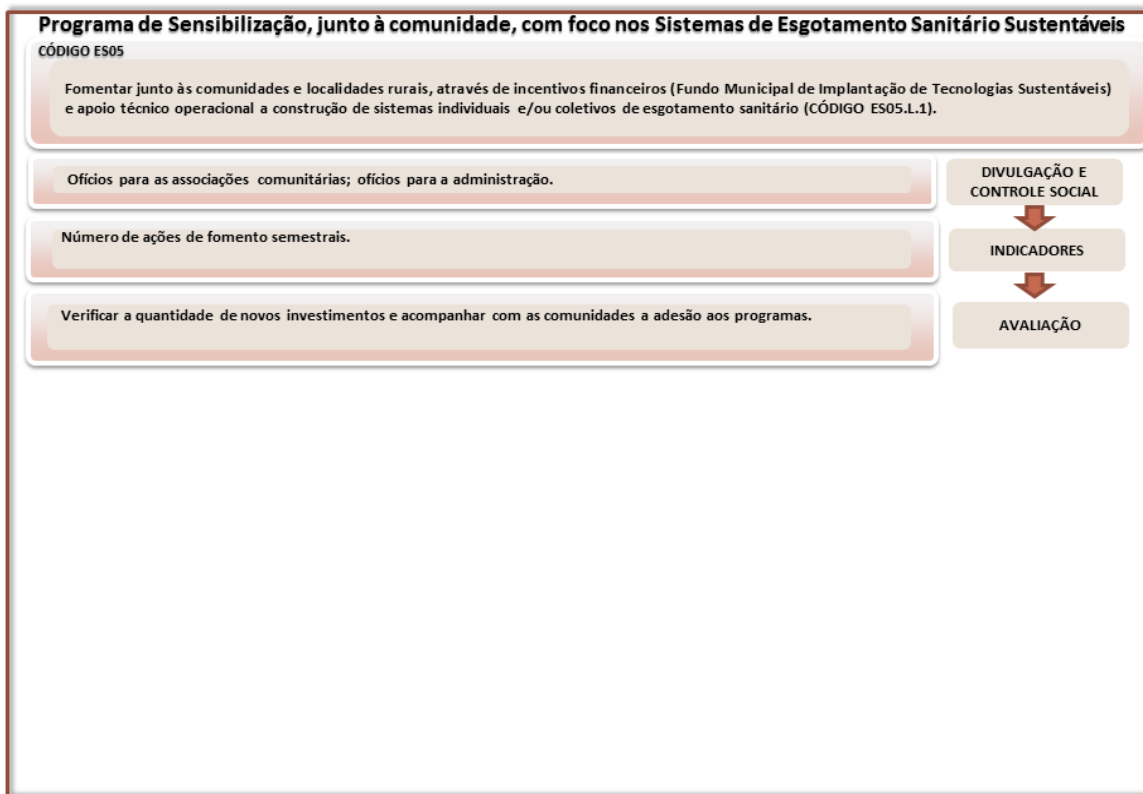 Programa de Sensibilização, junto à comunidade, com foco nos Sistemas de Esgotamento Sanitário Sustentáveis
CÓDIGO ES05
Fomentar junto às comunidades e localidades rurais, através de incentivos financeiros (Fundo Municipal de Implantação de Tecnologias Sustentáveis)
e apoio técnico operacional a construção de sistemas individuais e/ou coletivos de esgotamento sanitário (CÓDIGO ES05.L.1).
Ofícios para as associações comunitárias; ofícios para a administração.
DIVULGAÇÃO E
CONTROLE SOCIAL
Número de ações de fomento semestrais.
INDICADORES
Verificar a quantidade de novos investimentos e acompanhar com as comunidades a adesão aos programas.
AVALIAÇÃO